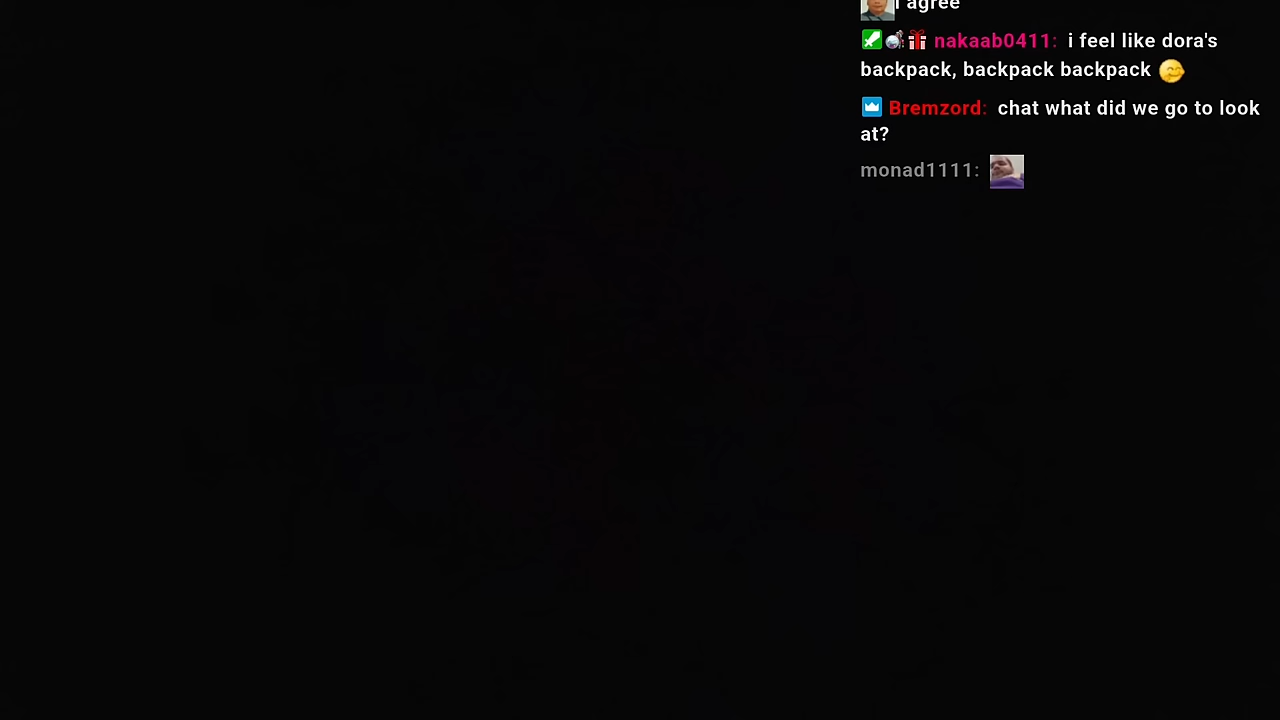 I agree
nakaab0411: i feel like dora's
backpack, backpack backpack
Bremzord: chat what did we go to look
at?
monad1111: